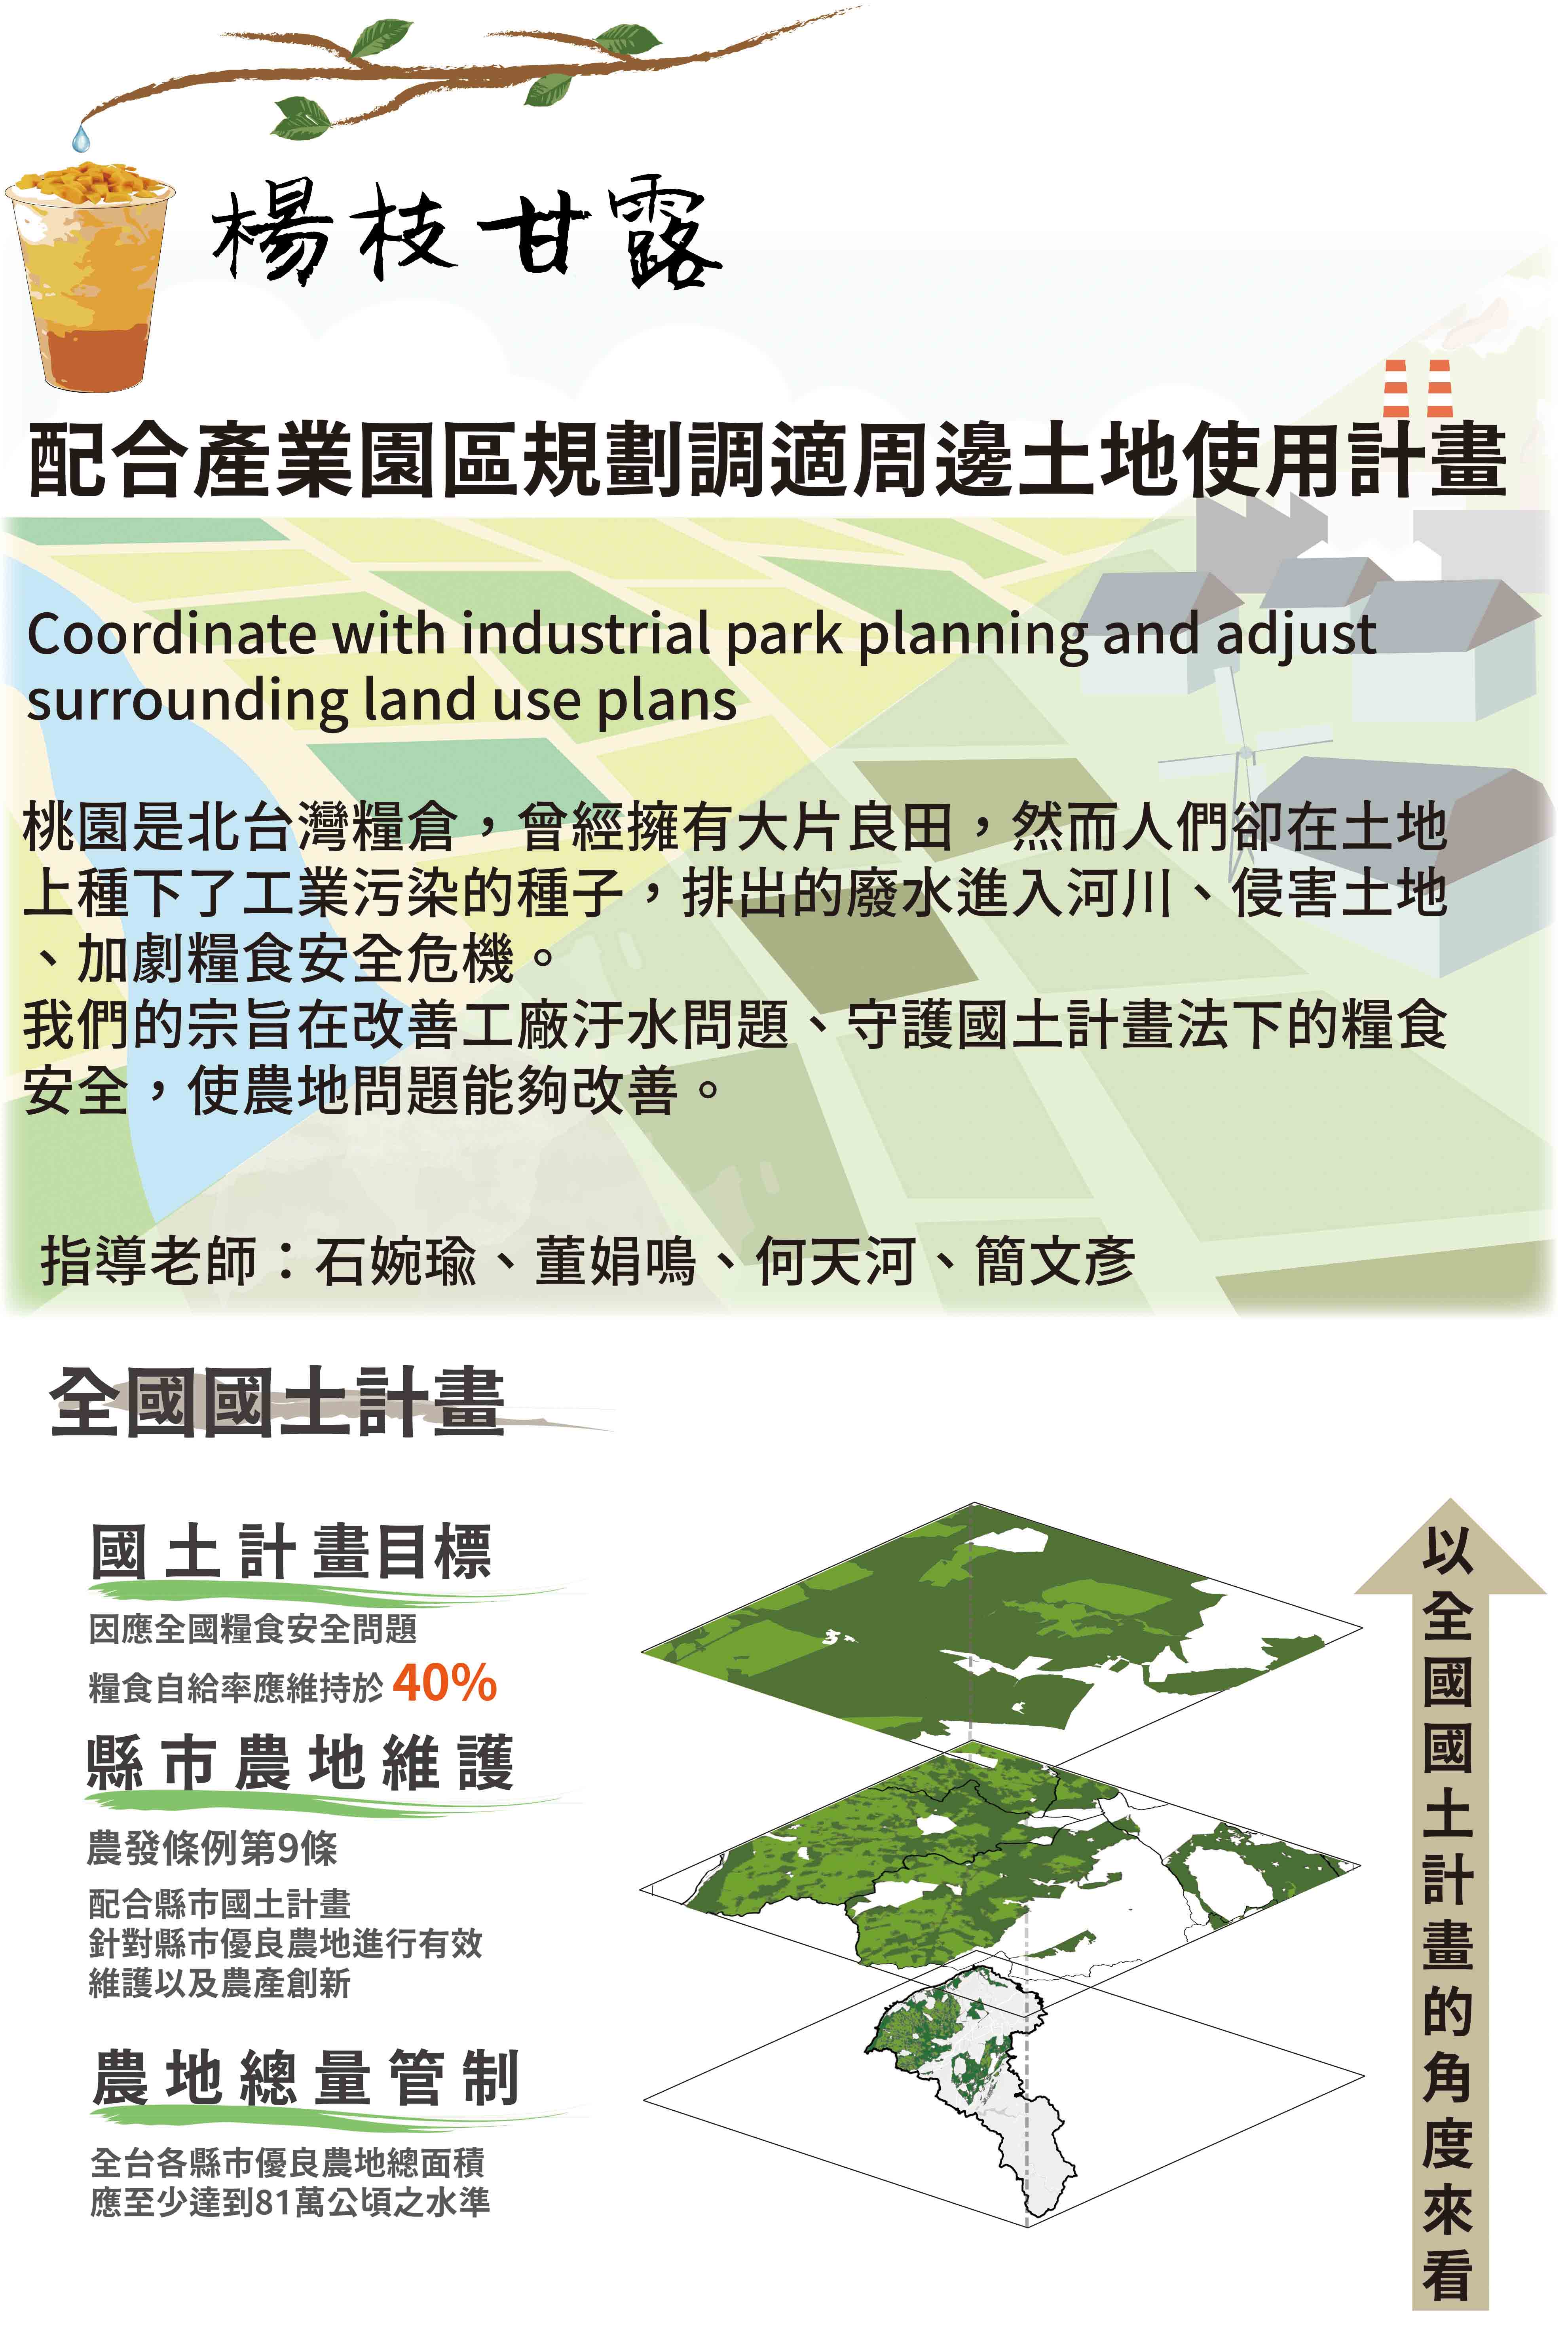 楊枝甘露
配合產業園區規劃調適周邊土地使用計畫
Coordinate with industrial park planning and adjust
surrounding land use plans
桃園是北台灣糧倉，曾經擁有大片良田，然而人們卻在土地
上種下了工業污染的種子，排出的廢水進入河川、侵害土地
、加劇糧食安全危機。
我們的宗旨在改善工廠汙水問題、守護國土計畫法下的糧食
安全，使農地問題能夠改善。
指導老師：石婉瑜、董娟鳴、何天河、簡文彥
全國國土計畫
國土計畫目標
因應全國糧食安全問題
糧食自給率應維持於 40%
縣市農地維護
農發條例第9條
配合縣市國土計畫
針對縣市優良農地進行有效
維護以及農產創新
農地總量管制
全台各縣市優良農地總面積
應至少達到81萬公頃之水準
以全國國土計畫的角度來看